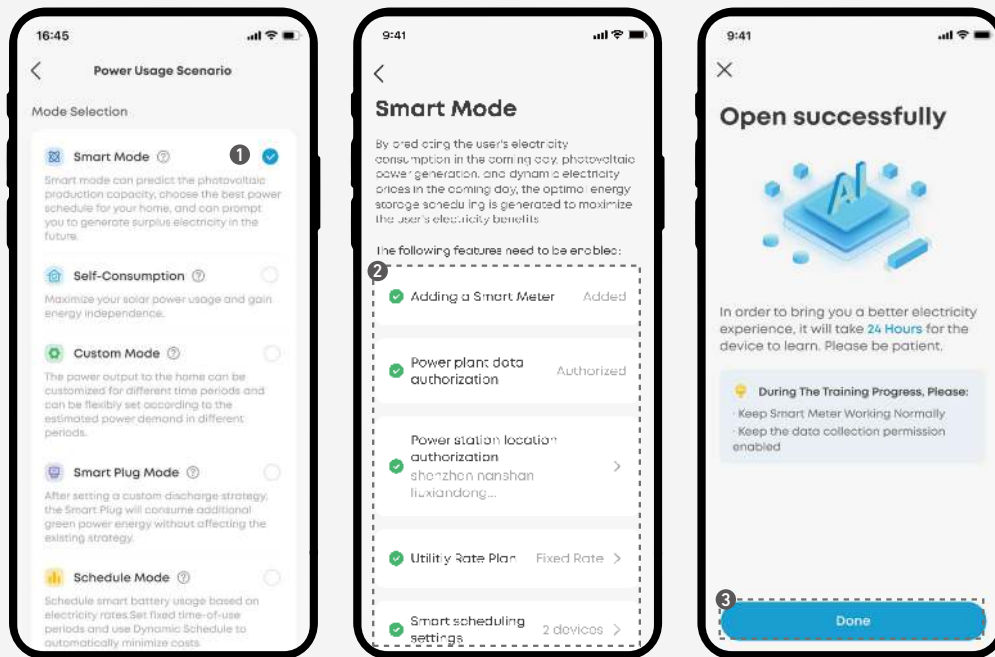 16:45
Power Usage Scenario
Mode Selection
Smart Mode ?
1
Smart mode can predict the photovoltaic
production capacity, choose the best power
schedule for your home, and can prompt
you to generate surplus electricity in the
future.
Self-Consumption ?
Maximize your solar power usage and gain
energy independence.
Custom Mode ?
The power output to the home can be
customized for different time periods and
can be flexibly set according to the
estimated power demand in different
periods.
Smart Plug Mode ?
After setting a custom discharge strategy,
the Smart Plug will consume additional
green power energy without affecting the
existing strategy.
Schedule Mode ?
Schedule smart battery usage based on
electricity rates.Set fixed time-of-use
periods and use Dynamic Schedule to
automatically minimize costs.
9:41
Smart Mode
By predicting the user's electricity
consumption in the coming day, photovoltaic
power generation, and dynamic electricity
prices in the coming day, the optimal energy
storage scheduling is generated to maximize
the user's electricity benefits.
The following features need to be enabled:
2
Adding a Smart Meter Added
Power plant data
authorization Authorized
Power station location
authorization
shenzhen nanshan
liuxiandong...
Utilitiy Rate Plan Fixed Rate
Smart scheduling
settings 2 devices
9:41
Open successfully
AI
In order to bring you a better electricity
experience, it will take 24 Hours for the
device to learn. Please be patient.
During The Training Progress, Please:
· Keep Smart Meter Working Normally
· Keep the data collection permission
enabled
3
Done